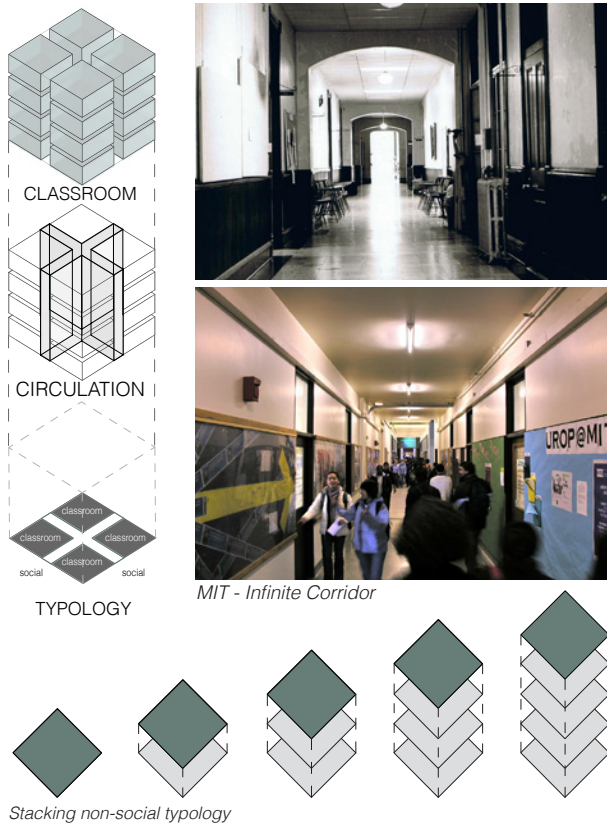 CLASSROOM
CIRCULATION
classroom
classroom
classroom
classroom
social
social
TYPOLOGY
UROP@MIT
MIT - Infinite Corridor
Stacking non-social typology